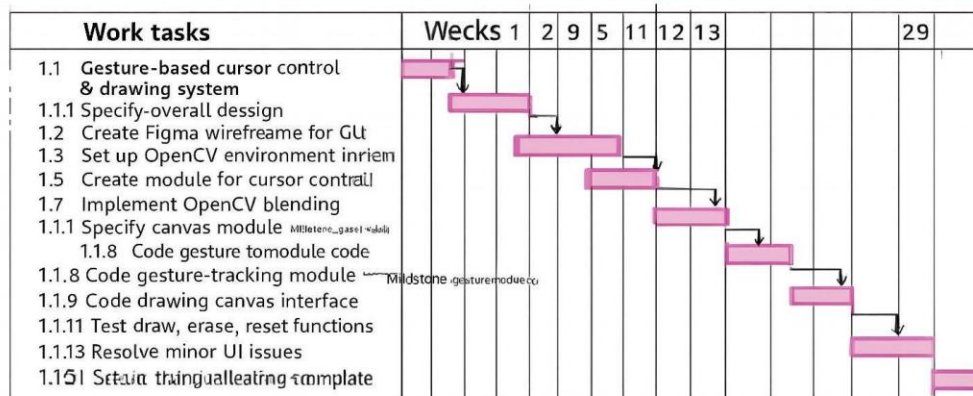 Work tasks Wecks 1 2 9 5 11 12 13 29
1.1 Gesture-based cursor control
& drawing system
1.1.1 Specify-overall dessign
1.2 Create Figma wirefreame for GUt
1.3 Set up OpenCV environment
1.5 Create module for cursor
1.7 Implement OpenCV blending
1.1.1 Specify canvas module
1.1.8 Code gesture tomodule code
1.1.8 Code gesture-tracking module Mildstone
1.1.9 Code drawing canvas interface
1.1.11 Test draw, erase, reset functions
1.1.13 Resolve minor UI issues